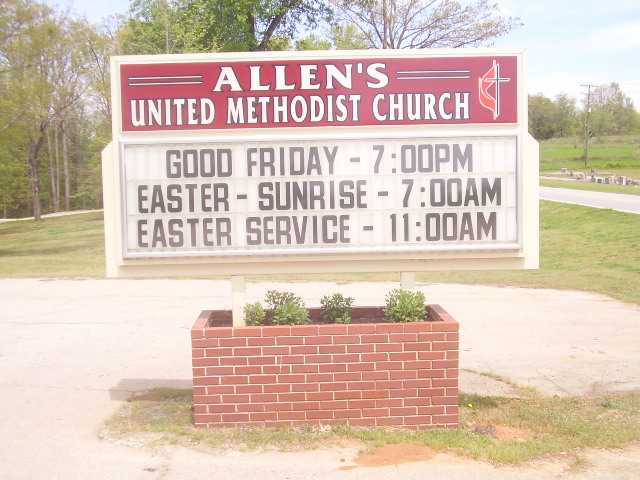 ALLEN'S
UNITED METHODIST CHURCH
GOOD FRIDAY - 7:00PM
EASTER - SUNRISE - 7:00AM
EASTER SERVICE - 11:00AM